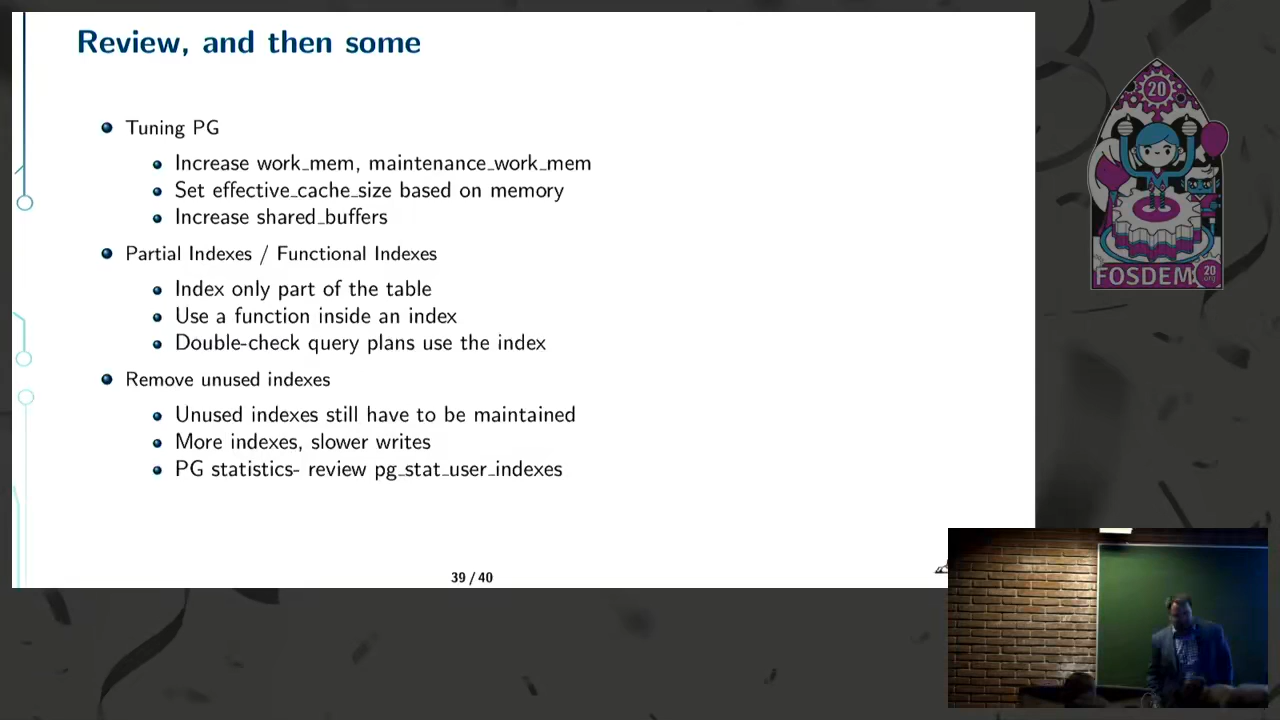 Review, and then some
Tuning PG
Increase work_mem, maintenance_work_mem
Set effective_cache_size based on memory
Increase shared_buffers
Partial Indexes / Functional Indexes
Index only part of the table
Use a function inside an index
Double-check query plans use the index
Remove unused indexes
Unused indexes still have to be maintained
More indexes, slower writes
PG statistics- review pg_stat_user_indexes
39 / 40
20
FOSDEM
20
.org